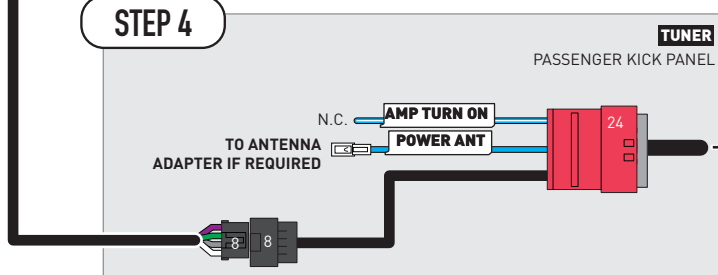 STEP 4
TUNER
PASSENGER KICK PANEL
N.C.
AMP TURN ON
24
TO ANTENNA
ADAPTER IF REQUIRED
POWER ANT
8
8